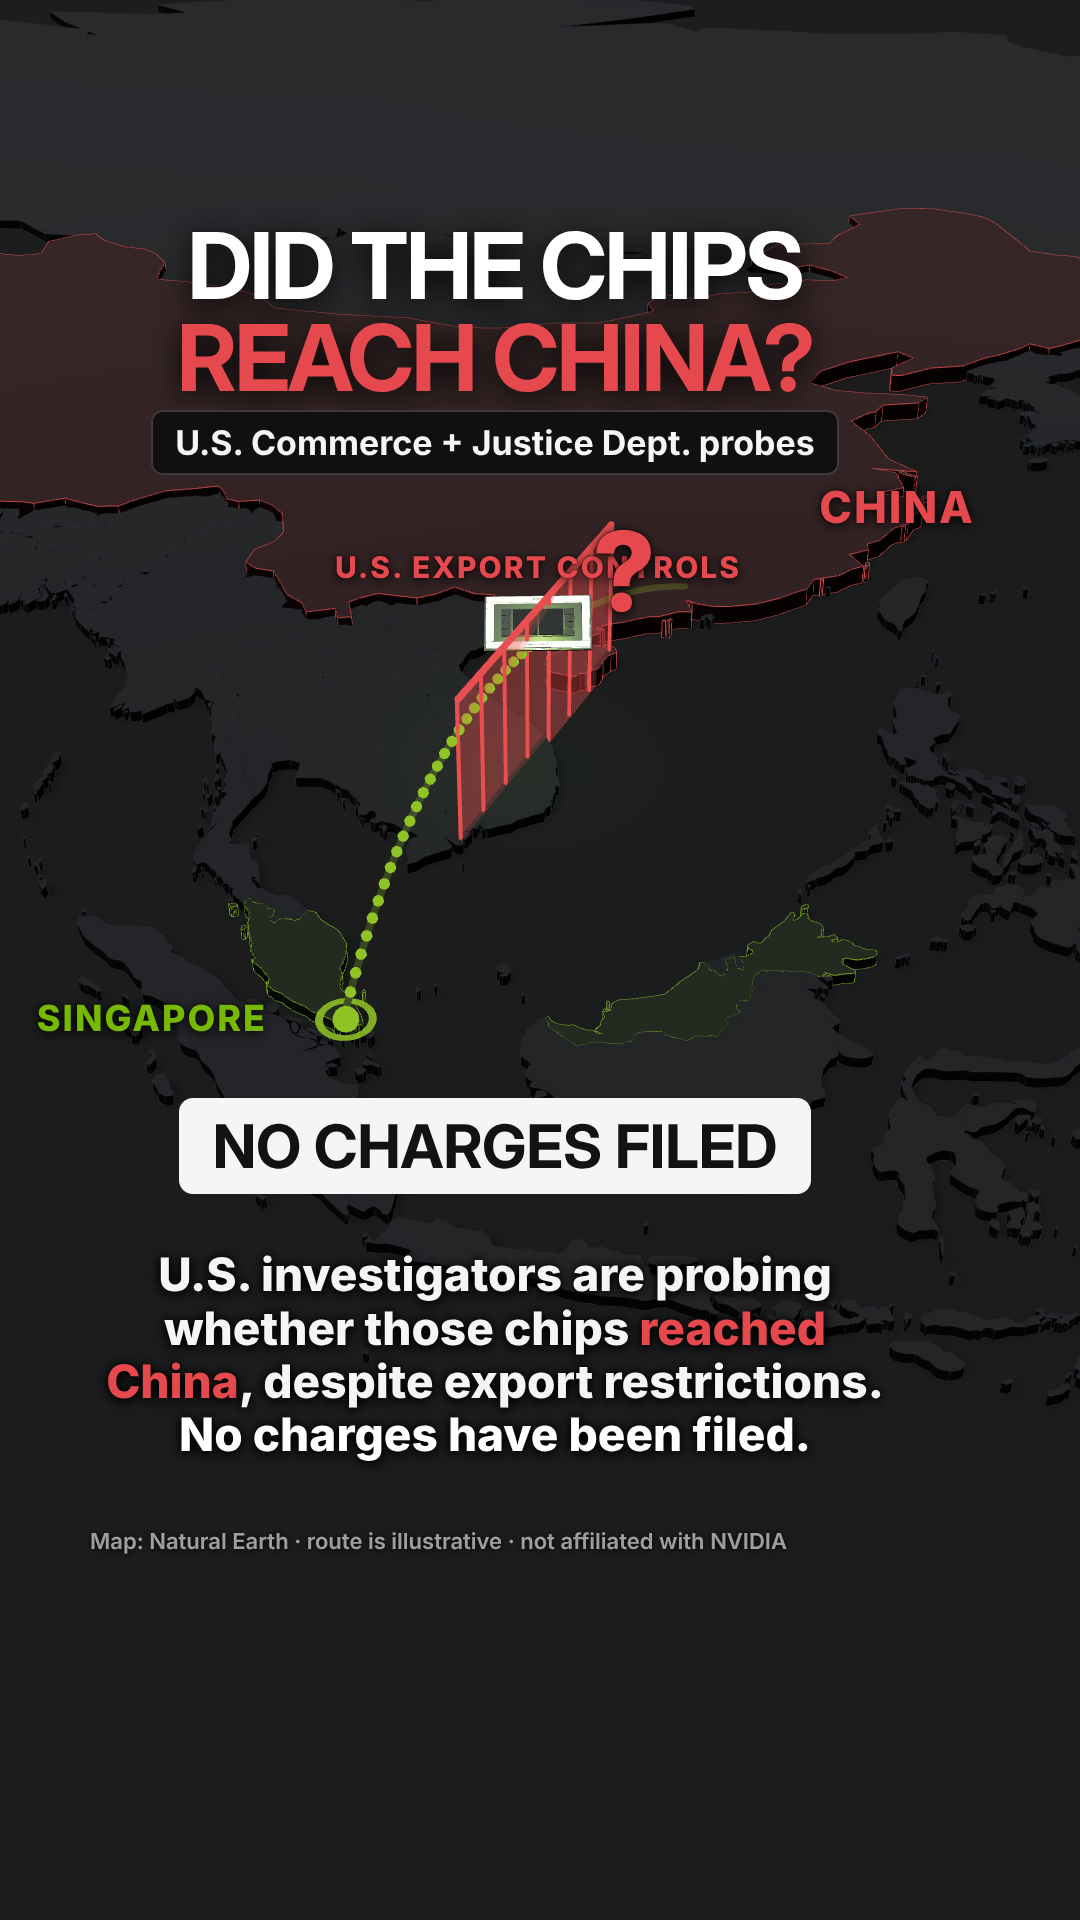 DID THE CHIPS
REACH CHINA?
U.S. Commerce + Justice Dept. probes
CHINA
U.S. EXPORT CONTROLS
?
SINGAPORE
NO CHARGES FILED
U.S. investigators are probing
whether those chips reached
China, despite export restrictions.
No charges have been filed.
Map: Natural Earth · route is illustrative · not affiliated with NVIDIA